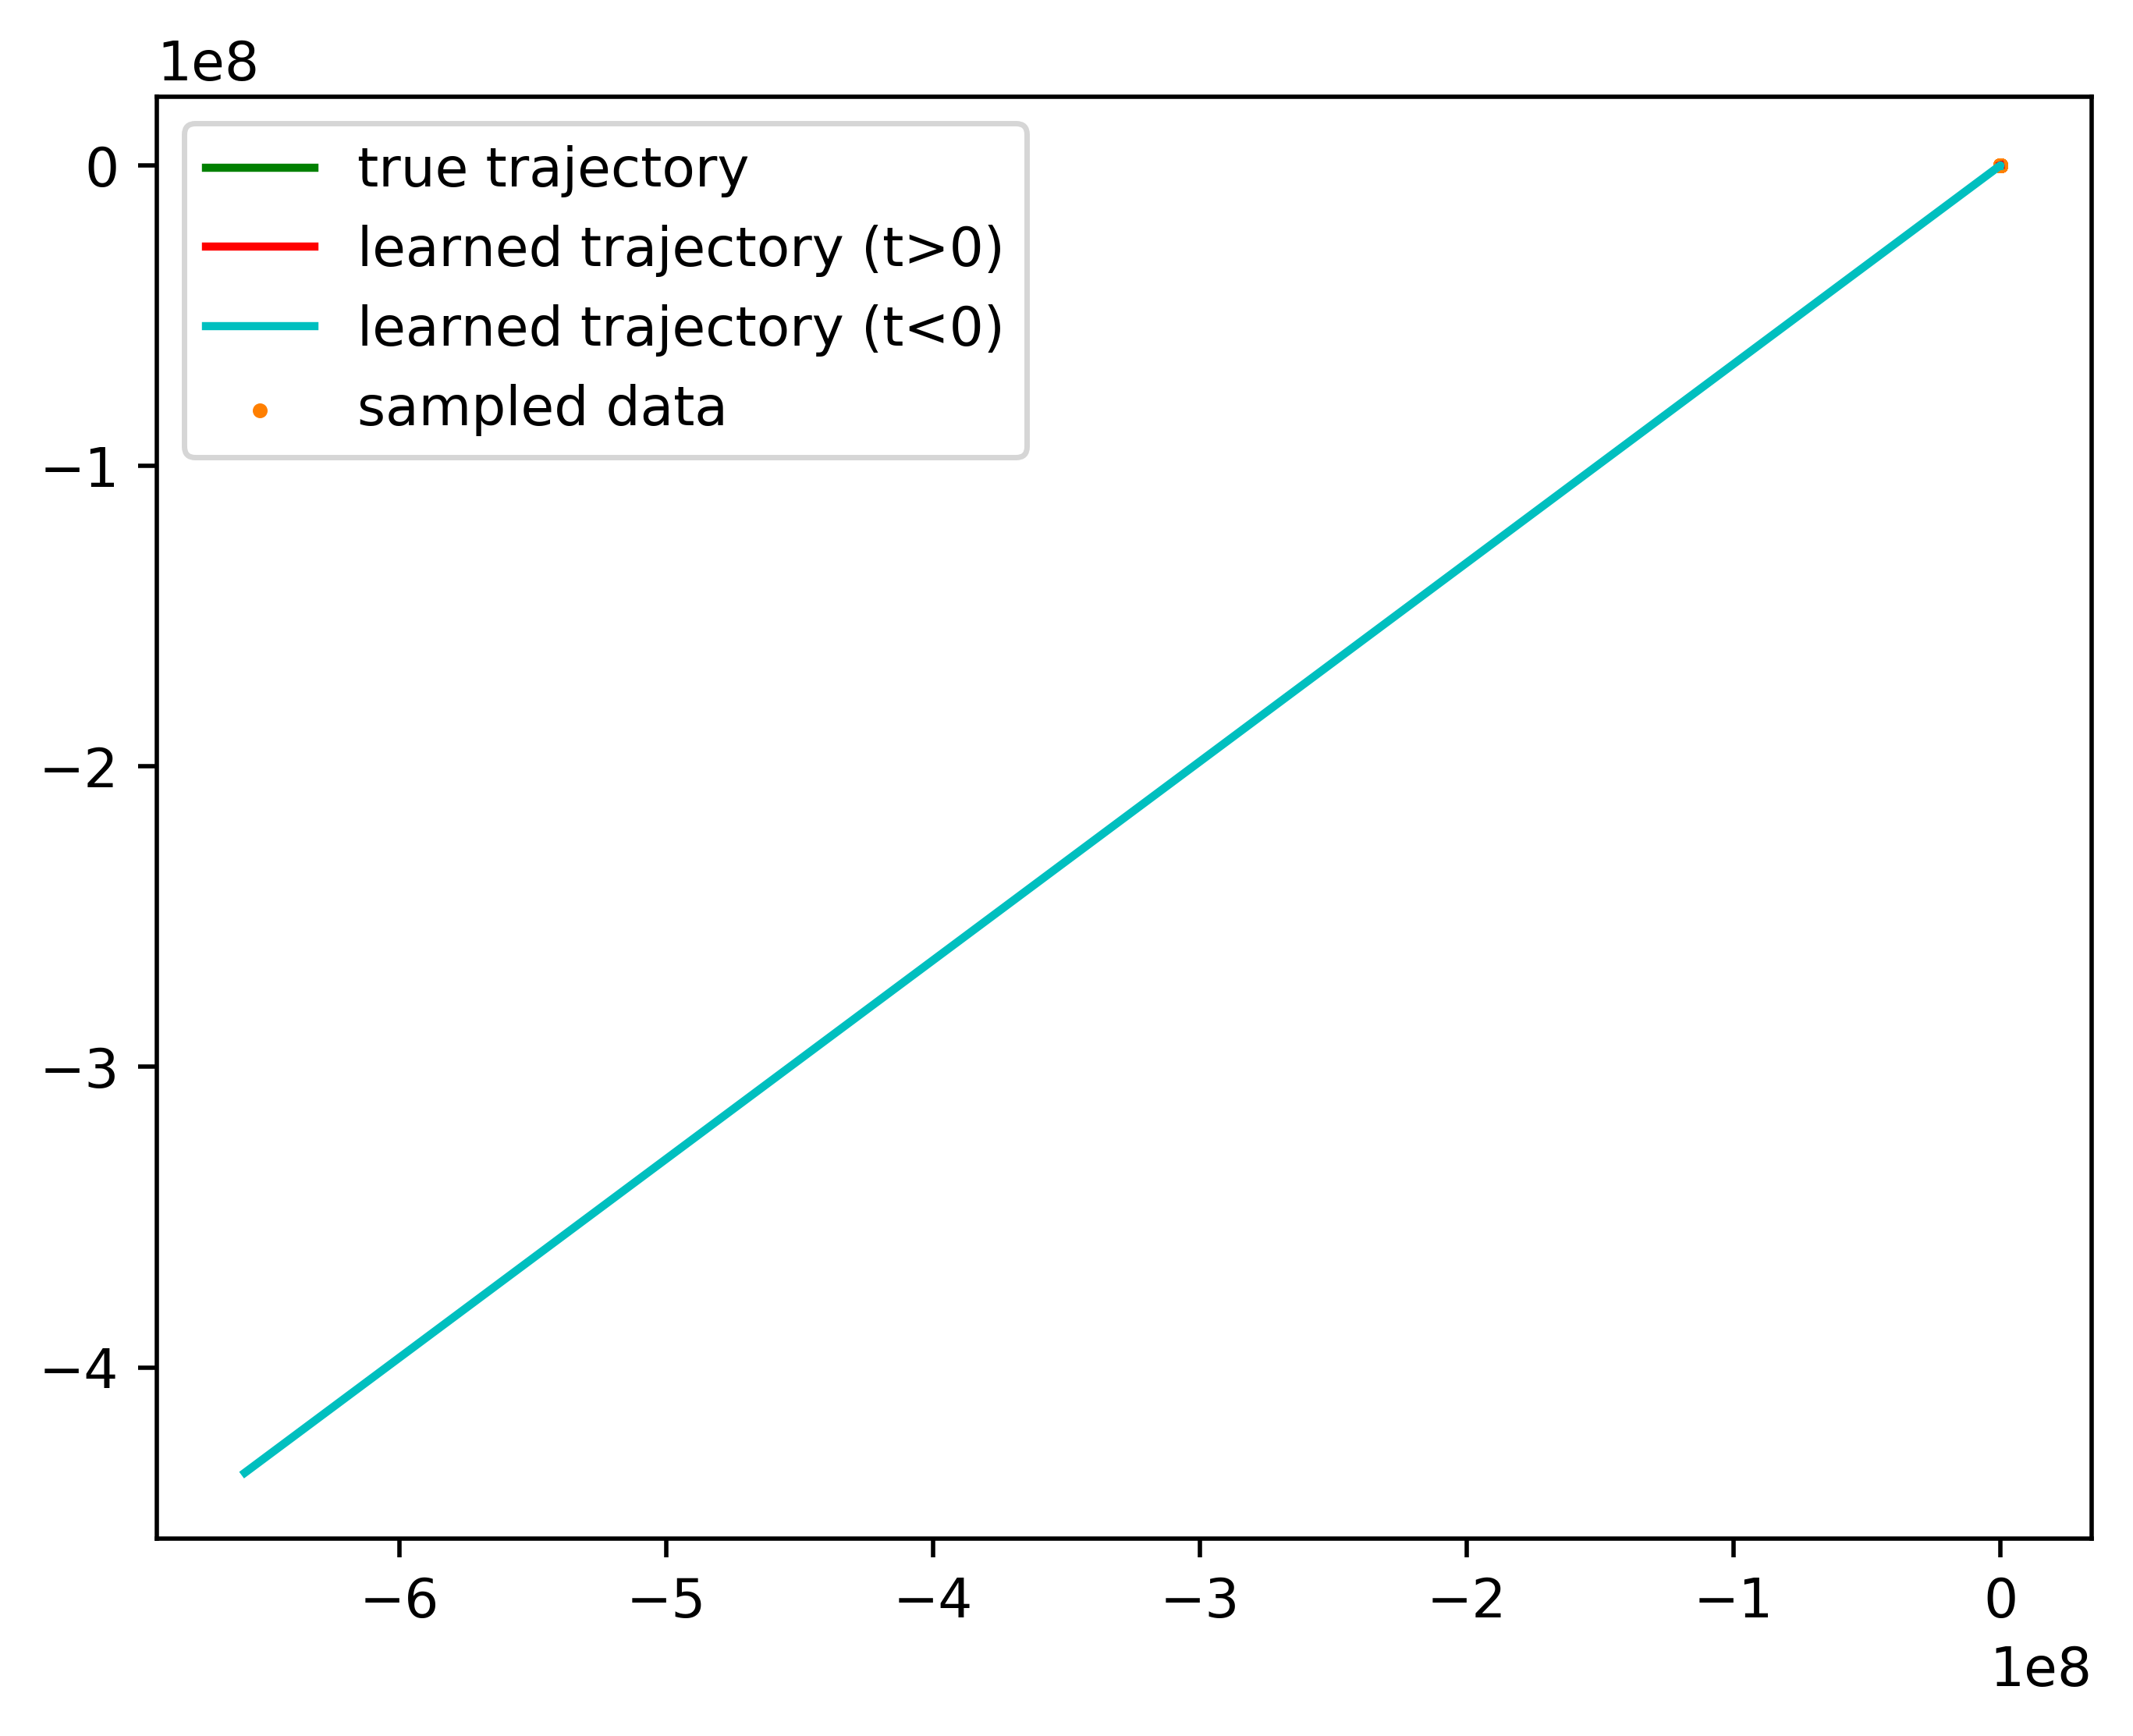 1e8
true trajectory
learned trajectory (t>0)
learned trajectory (t<0)
sampled data
0
−1
−2
−3
−4
−6 −5 −4 −3 −2 −1 0
1e8